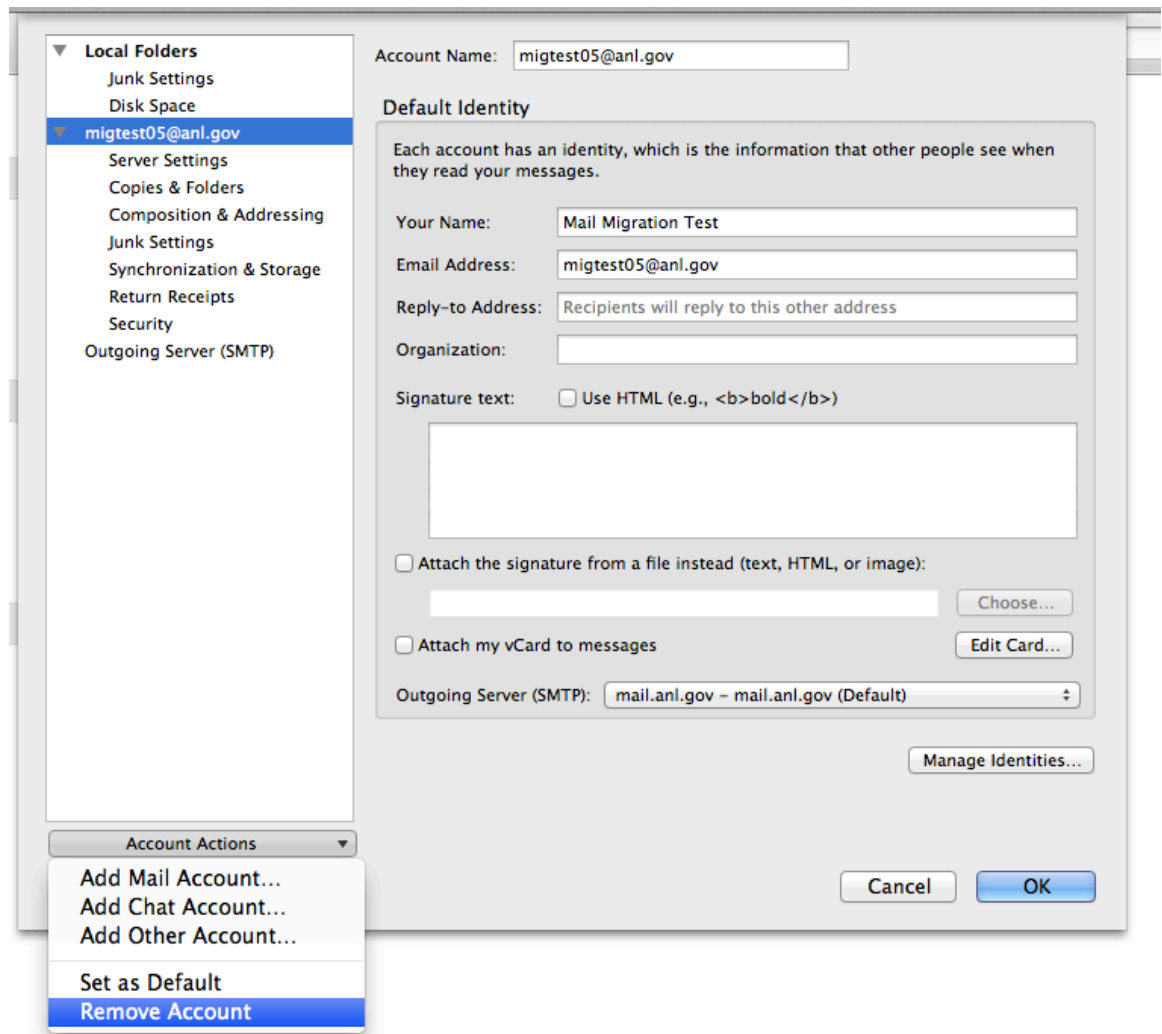 Local Folders
Junk Settings
Disk Space
migtest05@anl.gov
Server Settings
Copies & Folders
Composition & Addressing
Junk Settings
Synchronization & Storage
Return Receipts
Security
Outgoing Server (SMTP)
Account Name: migtest05@anl.gov
Default Identity
Each account has an identity, which is the information that other people see when
they read your messages.
Your Name: Mail Migration Test
Email Address: migtest05@anl.gov
Reply-to Address: Recipients will reply to this other address
Organization:
Signature text: Use HTML (e.g., <b>bold</b>)
Attach the signature from a file instead (text, HTML, or image):
Choose...
Attach my vCard to messages Edit Card...
Outgoing Server (SMTP): mail.anl.gov – mail.anl.gov (Default)
Manage Identities...
Account Actions
Add Mail Account...
Add Chat Account...
Add Other Account...
Set as Default
Remove Account
Cancel OK